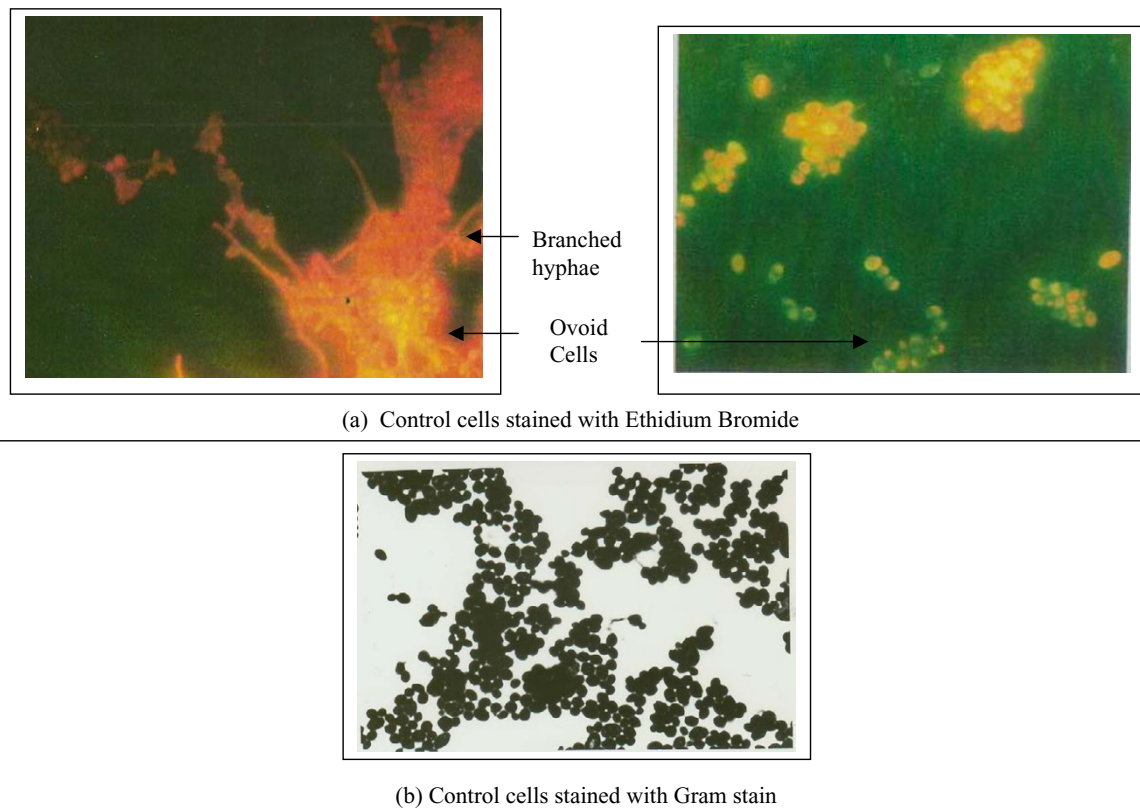 Branched
hyphae
Ovoid
Cells
(a) Control cells stained with Ethidium Bromide
(b) Control cells stained with Gram stain